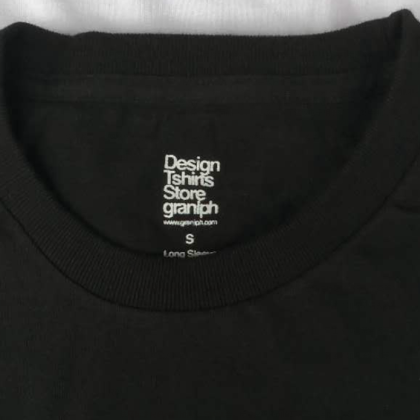 Design
Tshirts
Store
graniph
www.graniph.com
S
Long Sleeve